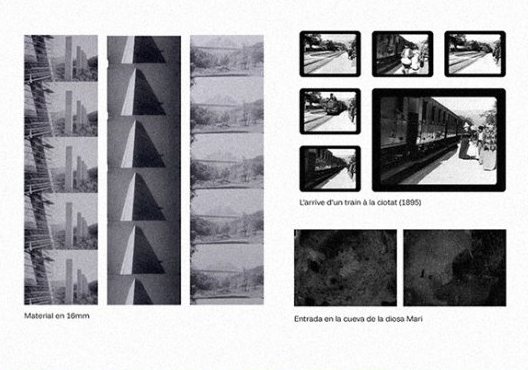 Material en 16mm
L'arrive d'un train à la ciotat (1895)
Entrada en la cueva de la diosa Mari